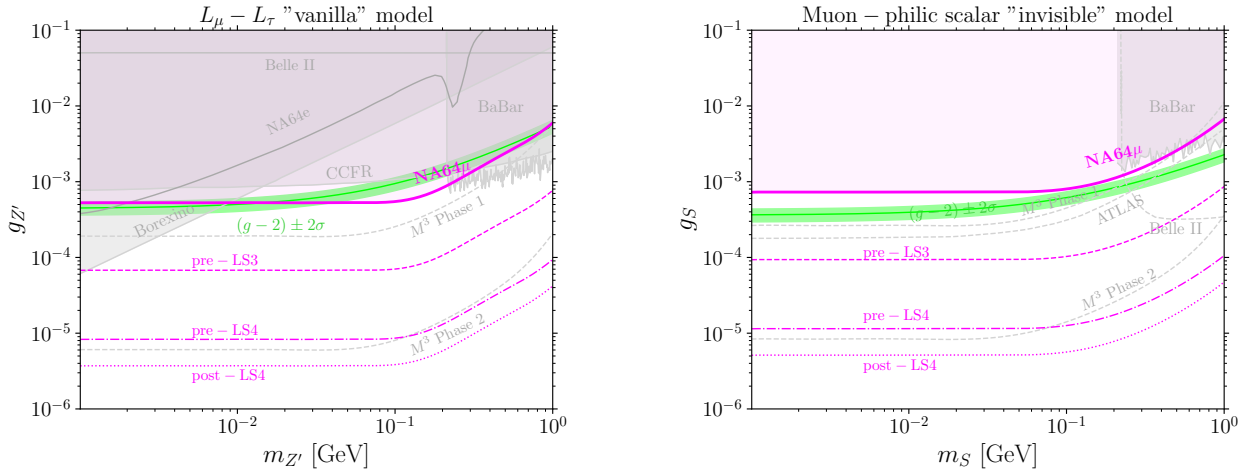 L_μ − L_τ "vanilla" model
10⁻¹
10⁻²
10⁻³
10⁻⁴
10⁻⁵
10⁻⁶
g_Z′
Belle II
NA64e
BaBar
CCFR
NA64μ
Borexino
(g − 2) ± 2σ
M³ Phase 1
pre − LS3
pre − LS4
M³ Phase 2
post − LS4
10⁻²
10⁻¹
10⁰
m_Z′ [GeV]
Muon − philic scalar "invisible" model
10⁻¹
10⁻²
10⁻³
10⁻⁴
10⁻⁵
10⁻⁶
g_S
BaBar
NA64μ
M³ Phase 1
(g − 2) ± 2σ
ATLAS
Belle II
pre − LS3
M³ Phase 2
pre − LS4
post − LS4
10⁻²
10⁻¹
10⁰
m_S [GeV]